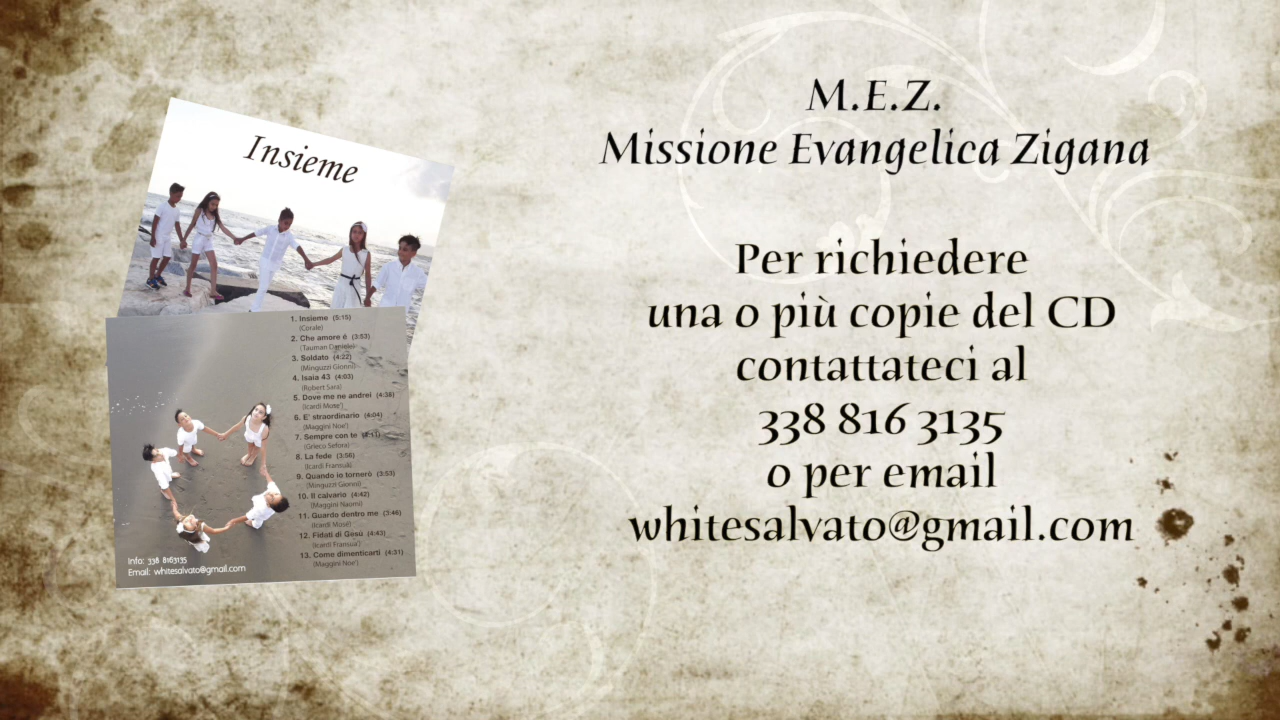 Insieme
1. Insieme (5:15)
(Corale)
2. Che amore è (3:53)
(Tauman Daniele)
3. Soldato (4:22)
(Minguzzi Gionni)
4. Isaia 43 (4:03)
(Robert Sara)
5. Dove me ne andrei (4:38)
(Icardi Mose')
6. E' straordinario (4:04)
(Maggini Noe')
7. Sempre con te (4:11)
(Grieco Sefora)
8. La fede (3:56)
(Icardi Fransuà)
9. Quando io tornerò (3:53)
(Minguzzi Gionni)
10. Il calvario (4:42)
(Maggini Naomi)
11. Guardo dentro me (3:46)
(Icardi Mosè)
12. Fidati di Gesù (4:43)
(Icardi Fransua')
13. Come dimenticarti (4:31)
(Maggini Noe')
Info: 338 8163135
Email: whitesalvato@gmail.com
M.E.Z.
Missione Evangelica Zigana
Per richiedere
una o più copie del CD
contattateci al
338 816 3135
o per email
whitesalvato@gmail.com